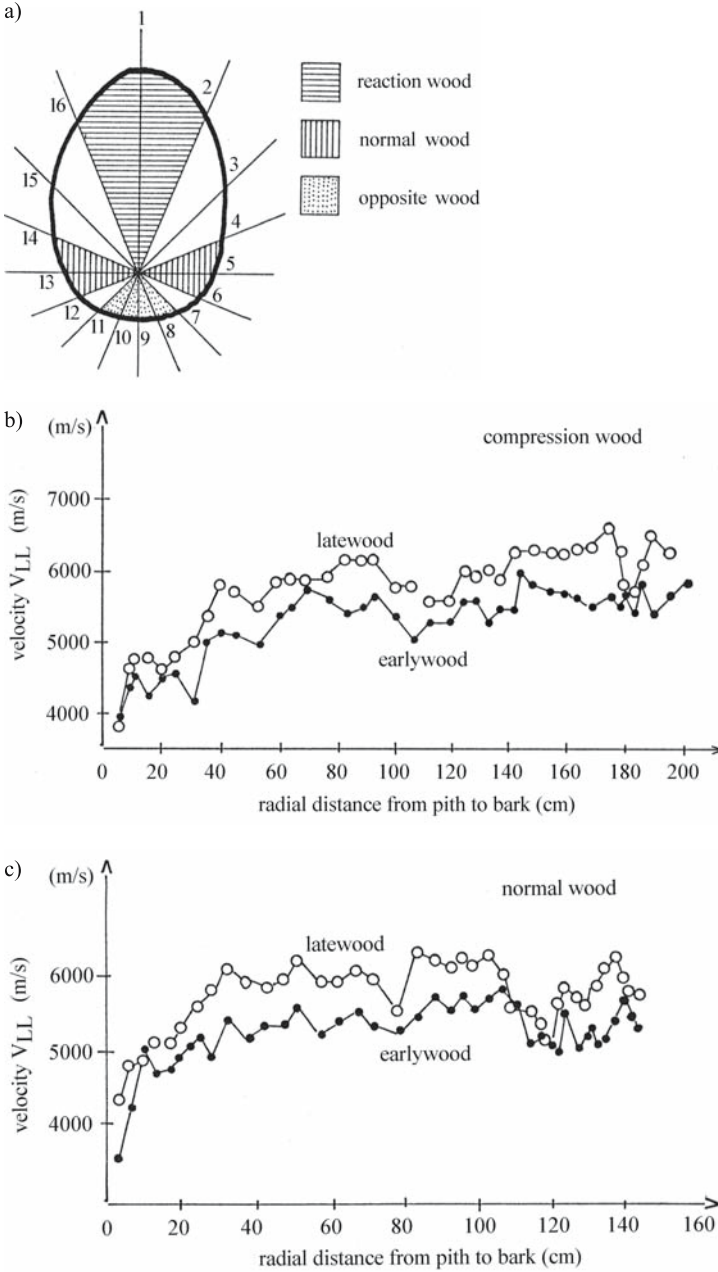 a)
1
2
16
reaction wood
3
normal wood
15
opposite wood
4
14
5
13
6
12
7
11
10
9
8
b)
(m/s)
compression wood
7000
latewood
6000
velocity V_LL (m/s)
5000
earlywood
4000
0 20 40 60 80 100 120 140 160 180 200
radial distance from pith to bark (cm)
c)
(m/s)
normal wood
latewood
6000
velocity V_LL (m/s)
5000
earlywood
4000
0 20 40 60 80 100 120 140 160
radial distance from pith to bark (cm)